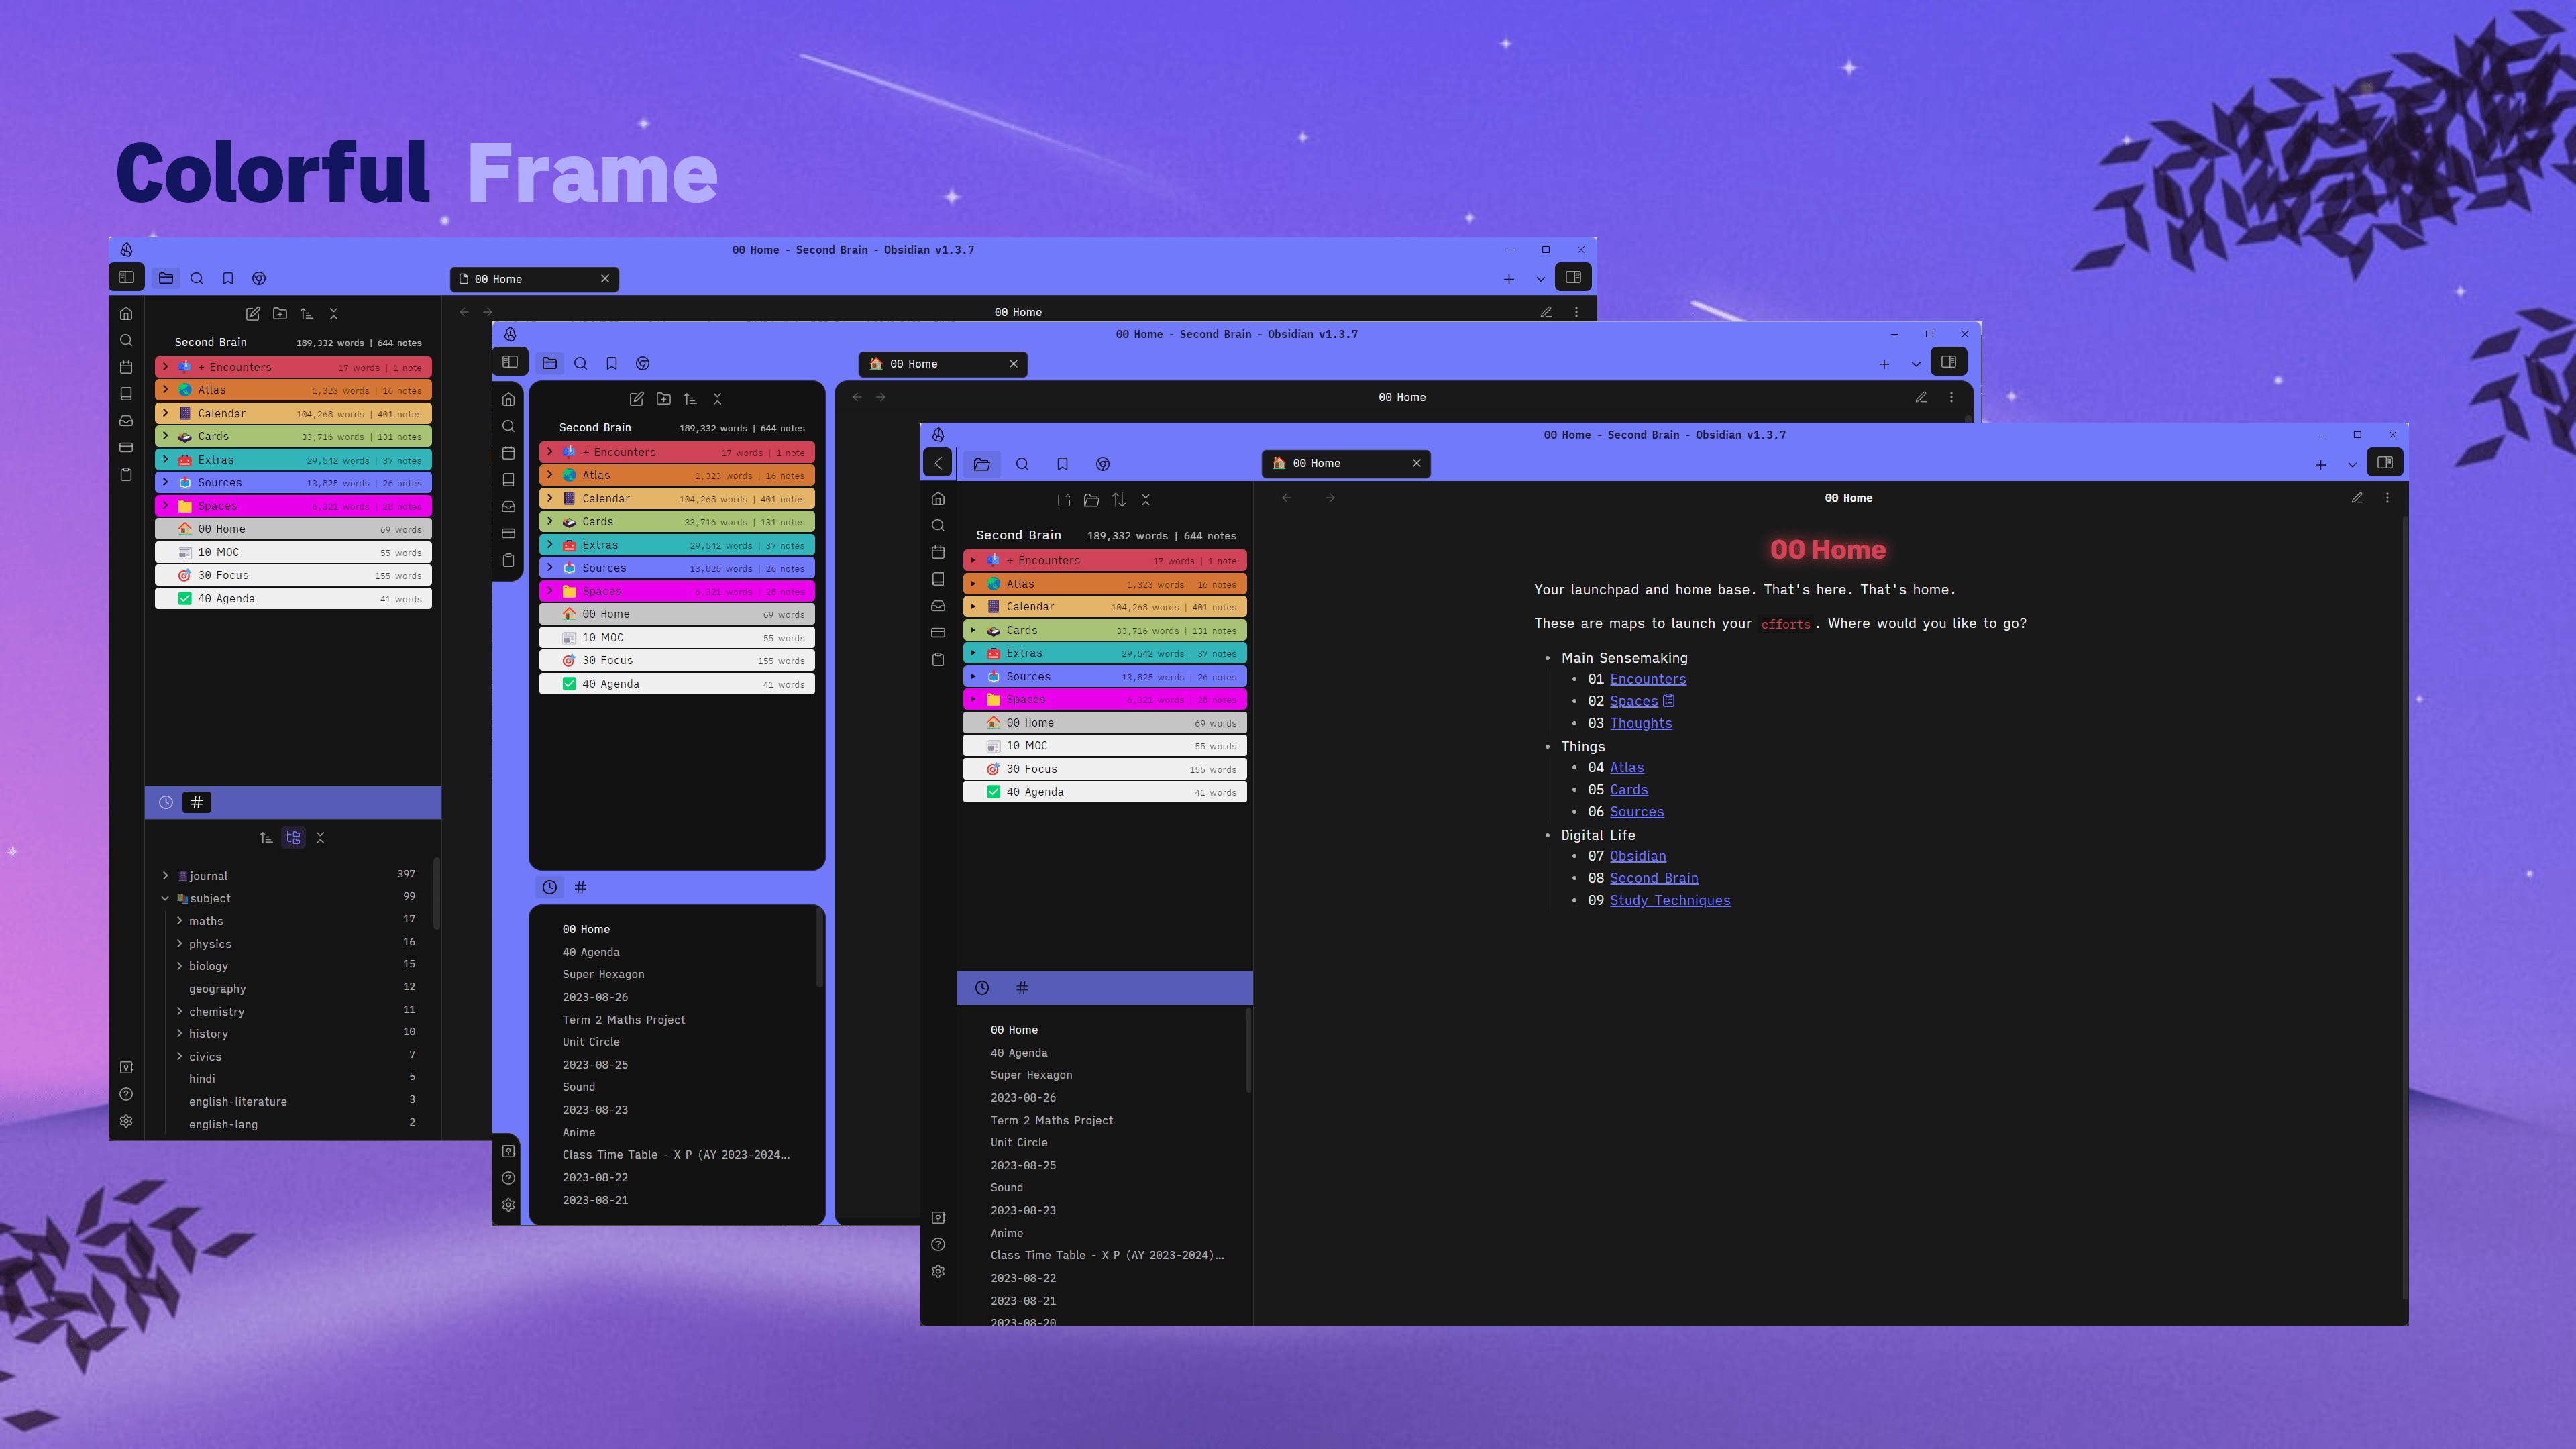 Colorful Frame
00 Home - Second Brain - Obsidian v1.3.7
00 Home
00 Home
Second Brain 189,332 words | 644 notes
+ Encounters 17 words | 1 note
Atlas 1,323 words | 16 notes
Calendar 104,268 words | 401 notes
Cards 33,716 words | 131 notes
Extras 29,542 words | 37 notes
Sources 13,825 words | 26 notes
Spaces 6,321 words | 28 notes
00 Home 69 words
10 MOC 55 words
30 Focus 155 words
40 Agenda 41 words
journal 397
subject 99
maths 17
physics 16
biology 15
geography 12
chemistry 11
history 10
civics 7
hindi 5
english-literature 3
english-lang 2
00 Home - Second Brain - Obsidian v1.3.7
00 Home
00 Home
Second Brain 189,332 words | 644 notes
+ Encounters 17 words | 1 note
Atlas 1,323 words | 16 notes
Calendar 104,268 words | 401 notes
Cards 33,716 words | 131 notes
Extras 29,542 words | 37 notes
Sources 13,825 words | 26 notes
Spaces 6,321 words | 28 notes
00 Home 69 words
10 MOC 55 words
30 Focus 155 words
40 Agenda 41 words
00 Home
40 Agenda
Super Hexagon
2023-08-26
Term 2 Maths Project
Unit Circle
2023-08-25
Sound
2023-08-23
Anime
Class Time Table - X P (AY 2023-2024...
2023-08-22
2023-08-21
00 Home - Second Brain - Obsidian v1.3.7
00 Home
00 Home
Second Brain 189,332 words | 644 notes
+ Encounters 17 words | 1 note
Atlas 1,323 words | 16 notes
Calendar 104,268 words | 401 notes
Cards 33,716 words | 131 notes
Extras 29,542 words | 37 notes
Sources 13,825 words | 26 notes
Spaces 6,321 words | 28 notes
00 Home 69 words
10 MOC 55 words
30 Focus 155 words
40 Agenda 41 words
00 Home
40 Agenda
Super Hexagon
2023-08-26
Term 2 Maths Project
Unit Circle
2023-08-25
Sound
2023-08-23
Anime
Class Time Table - X P (AY 2023-2024)...
2023-08-22
2023-08-21
2023-08-20
00 Home
Your launchpad and home base. That's here. That's home.
These are maps to launch your efforts. Where would you like to go?
• Main Sensemaking
• 01 Encounters
• 02 Spaces
• 03 Thoughts
• Things
• 04 Atlas
• 05 Cards
• 06 Sources
• Digital Life
• 07 Obsidian
• 08 Second Brain
• 09 Study Techniques